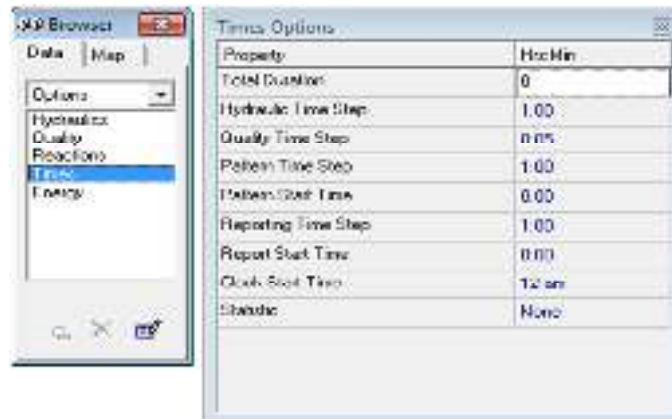 Browser
Data Map
Options
Hydraulics
Quality
Reactions
Times
Energy
Times Options
Property Hrs:Min
Total Duration 0
Hydraulic Time Step 1:00
Quality Time Step 0:05
Pattern Time Step 1:00
Pattern Start Time 0:00
Reporting Time Step 1:00
Report Start Time 0:00
Clock Start Time 12 am
Statistic None